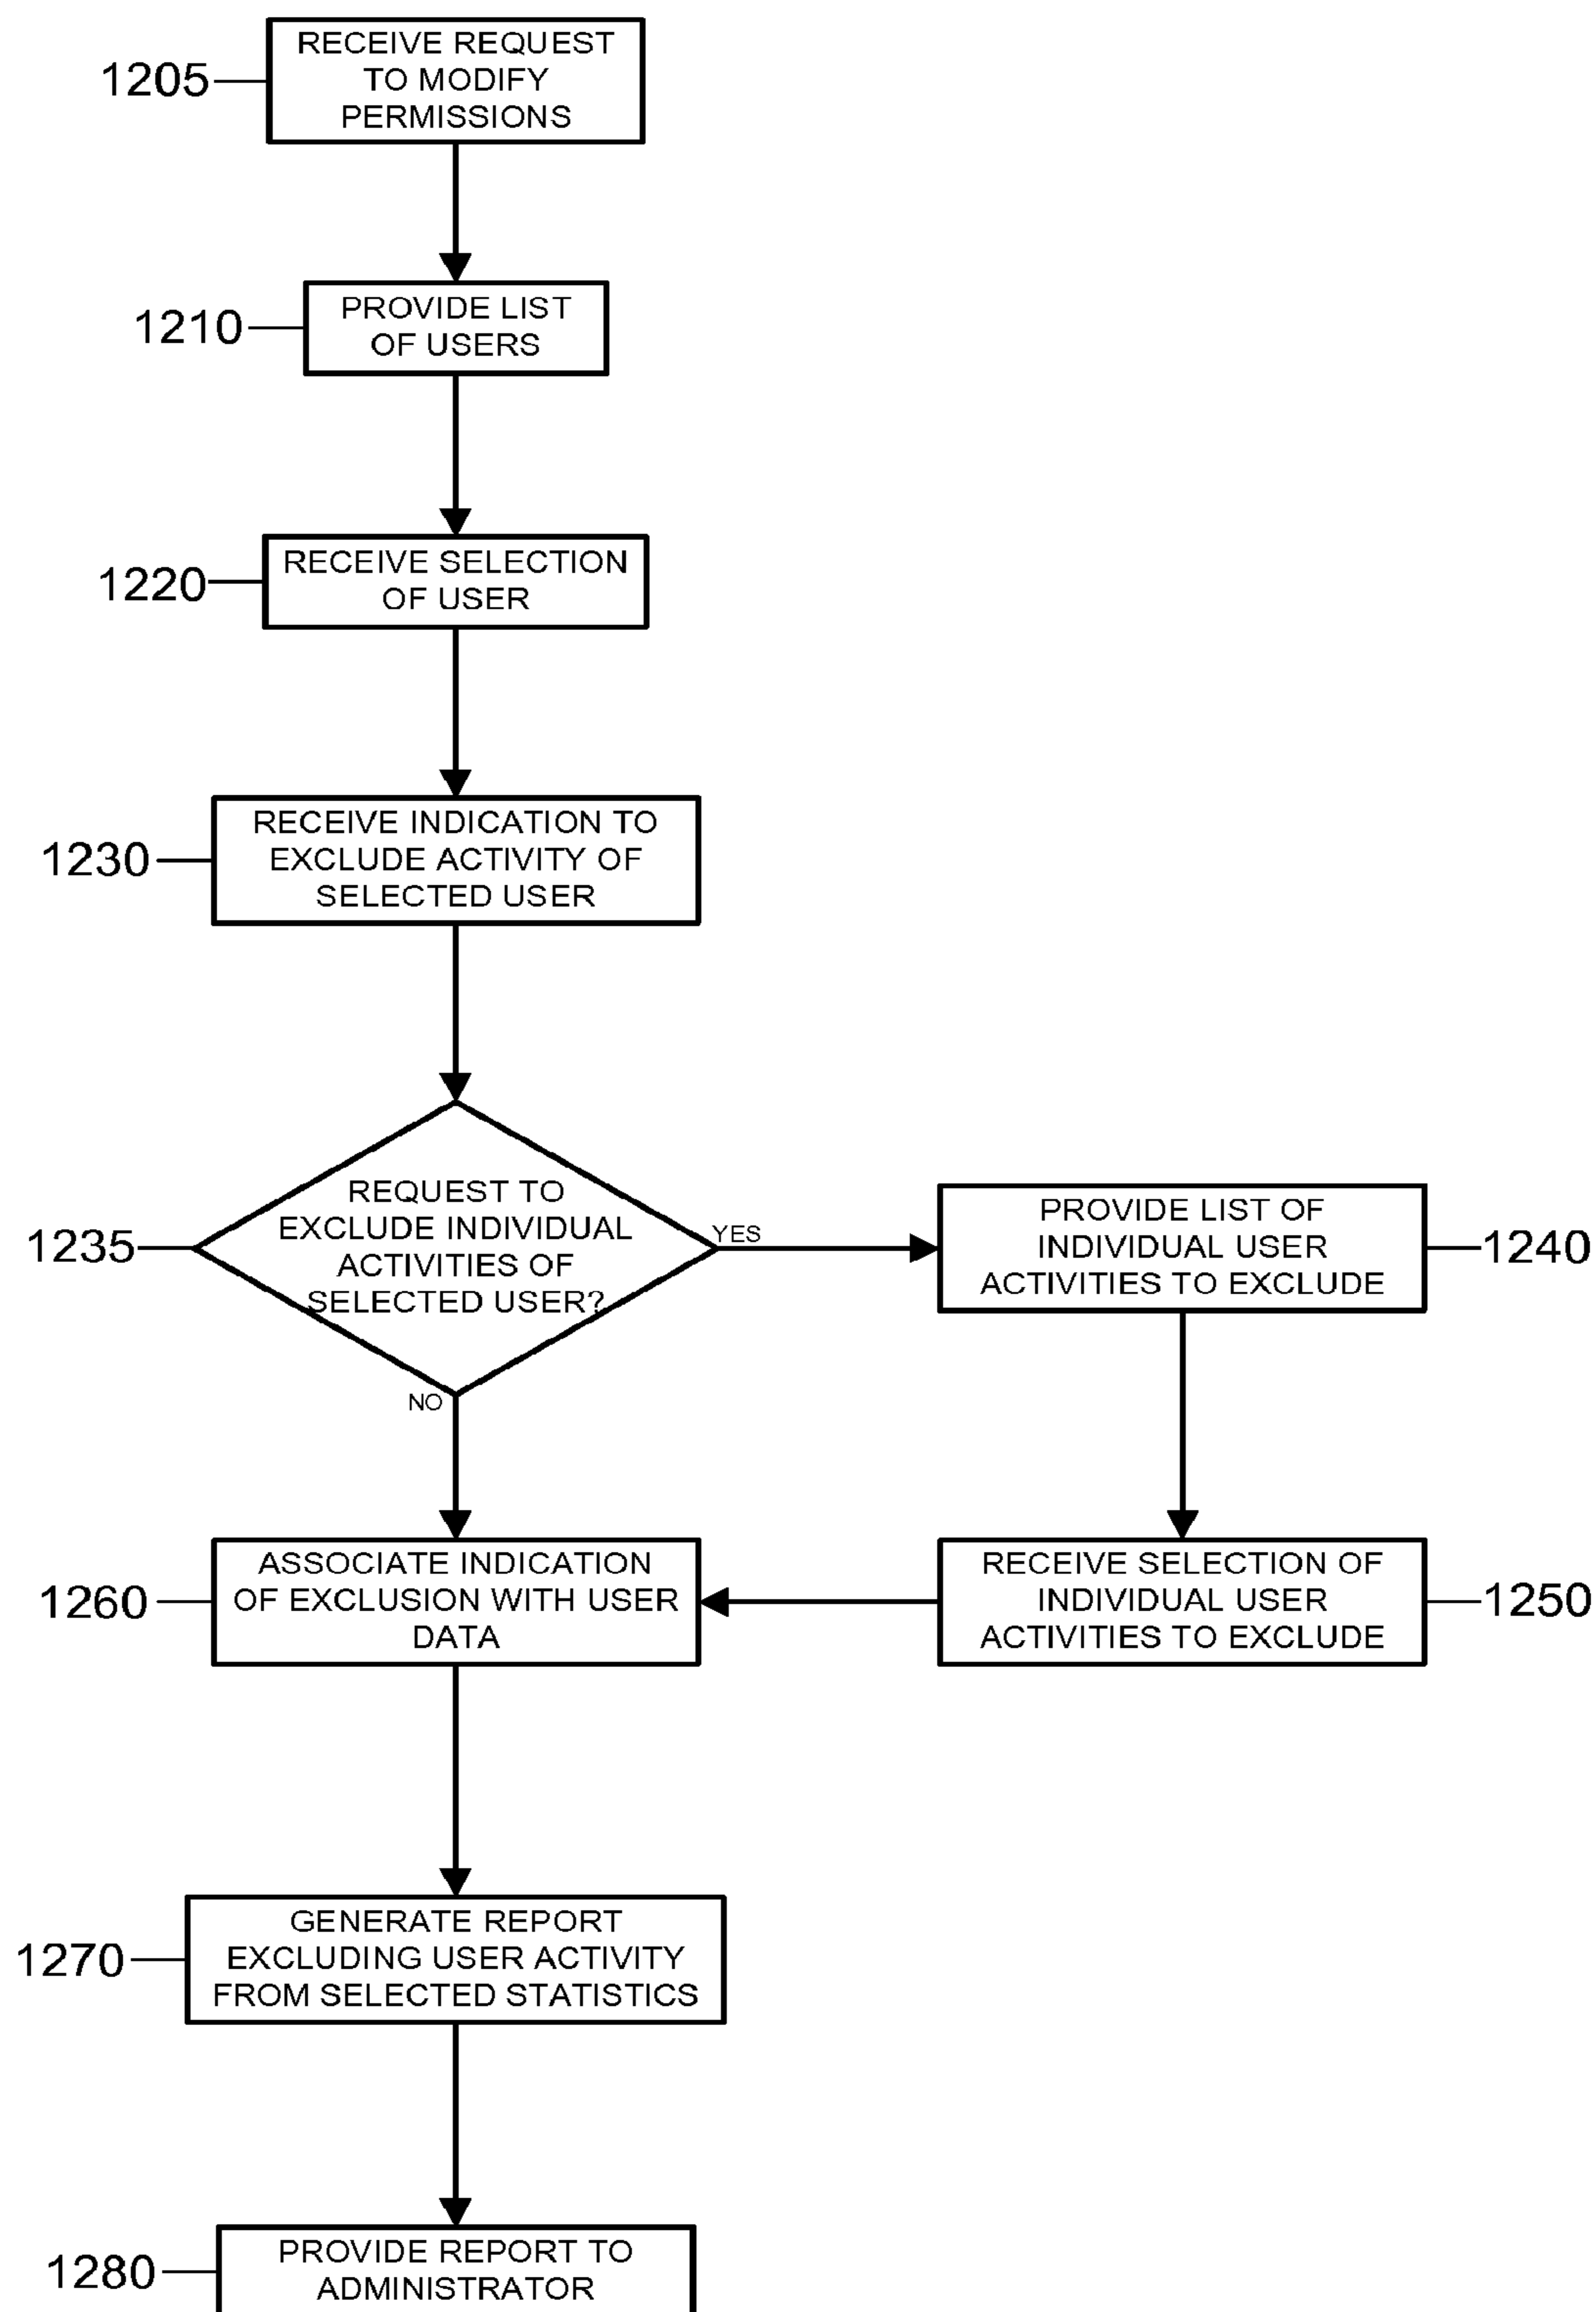 1205
RECEIVE REQUEST
TO MODIFY
PERMISSIONS
1210
PROVIDE LIST
OF USERS
1220
RECEIVE SELECTION
OF USER
1230
RECEIVE INDICATION TO
EXCLUDE ACTIVITY OF
SELECTED USER
1235
REQUEST TO
EXCLUDE INDIVIDUAL
ACTIVITIES OF
SELECTED USER?
YES
NO
PROVIDE LIST OF
INDIVIDUAL USER
ACTIVITIES TO EXCLUDE
1240
RECEIVE SELECTION OF
INDIVIDUAL USER
ACTIVITIES TO EXCLUDE
1250
1260
ASSOCIATE INDICATION
OF EXCLUSION WITH USER
DATA
1270
GENERATE REPORT
EXCLUDING USER ACTIVITY
FROM SELECTED STATISTICS
1280
PROVIDE REPORT TO
ADMINISTRATOR